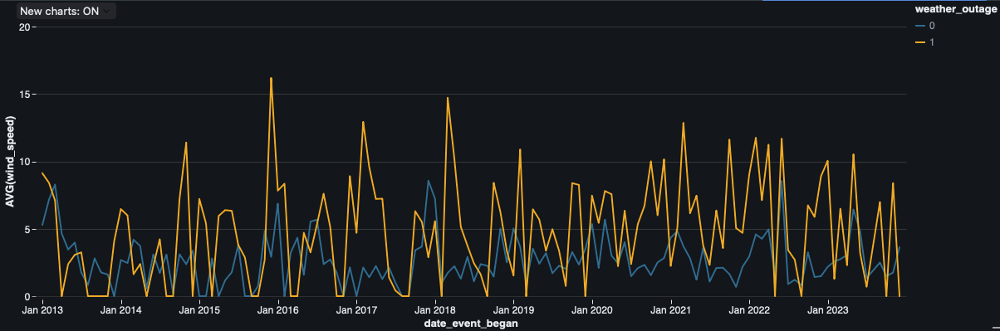 New charts: ON
weather_outage
0
1
20
15
10
5
0
AVG(wind_speed)
Jan 2013 Jan 2014 Jan 2015 Jan 2016 Jan 2017 Jan 2018 Jan 2019 Jan 2020 Jan 2021 Jan 2022 Jan 2023
date_event_began